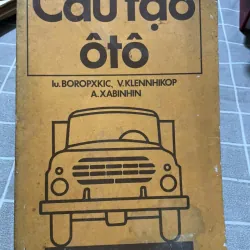 Cấu tạo
ôtô
Iu. BOROPXKIC, V. KLENNHIKOP
A. XABINHIN